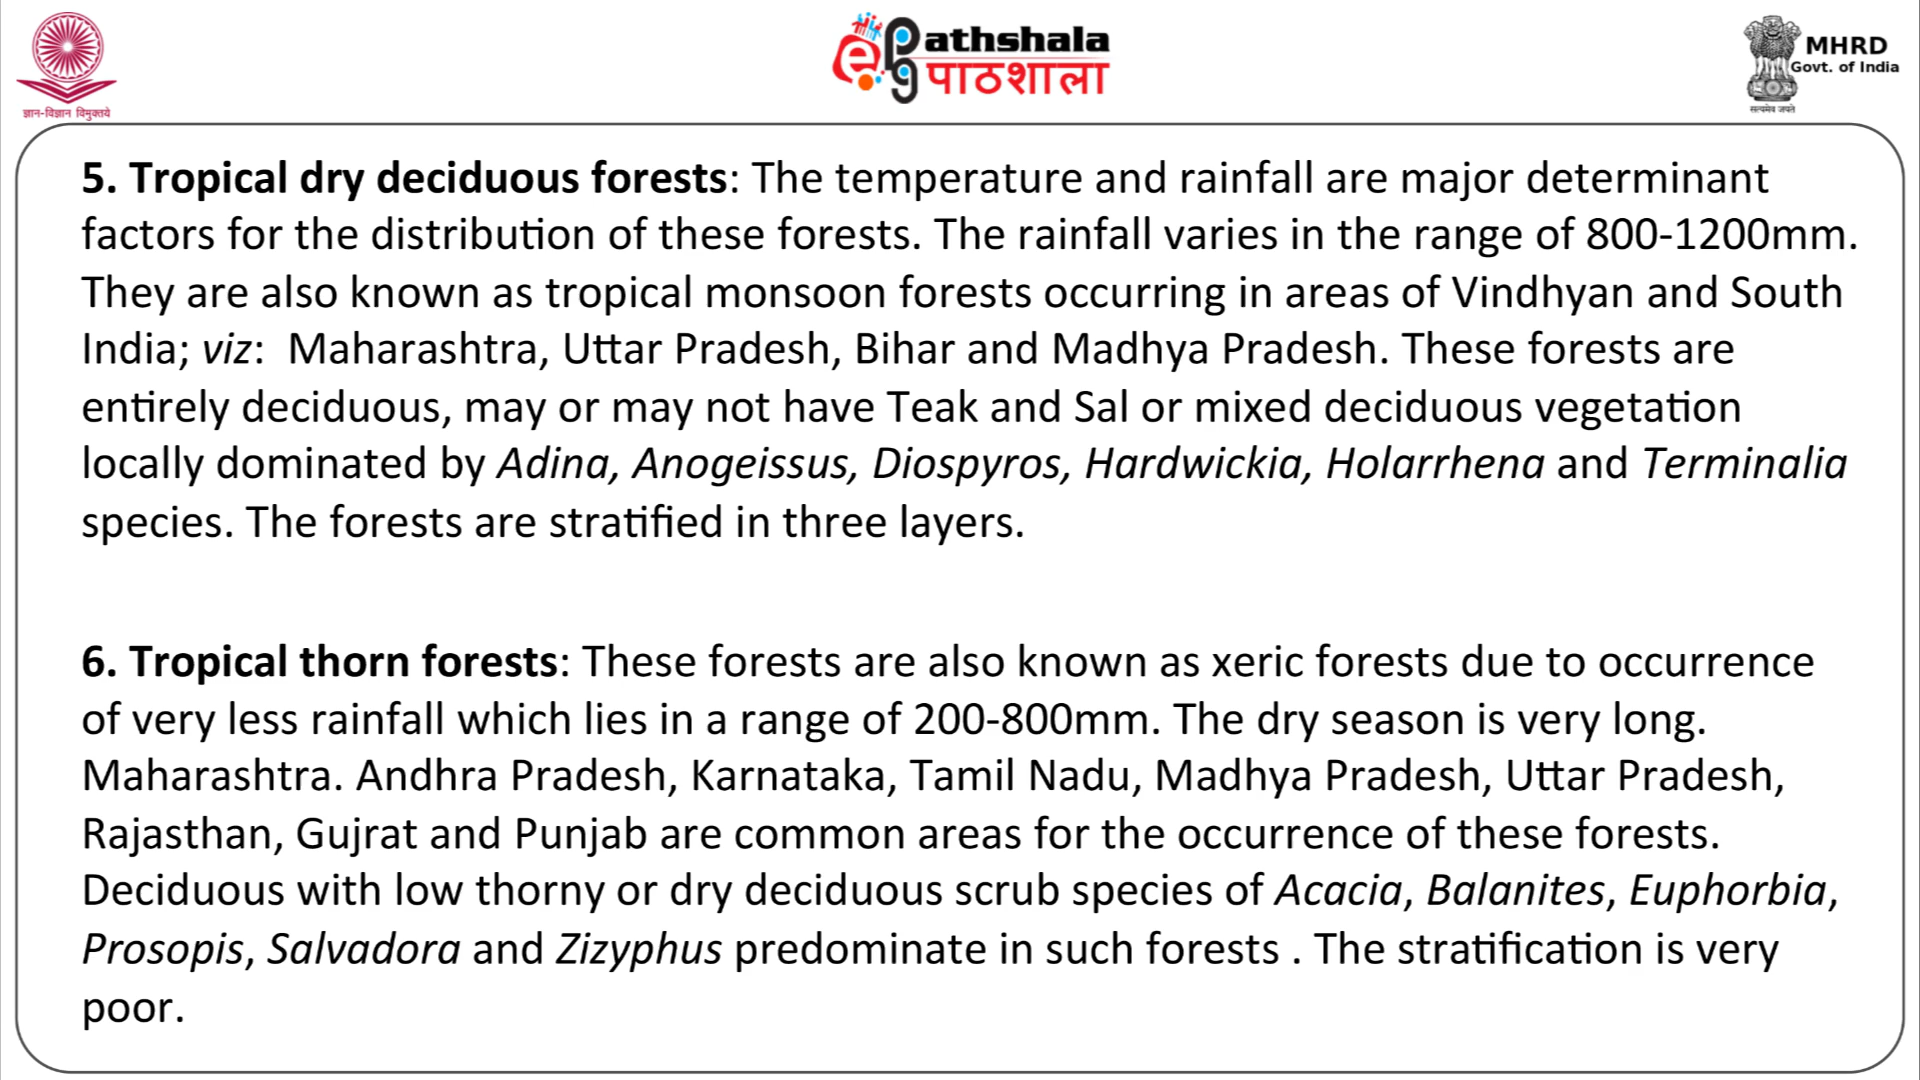 ज्ञान-विज्ञान विमुक्तये
e Pathshala
पाठशाला
MHRD
Govt. of India
सत्यमेव जयते
5. Tropical dry deciduous forests: The temperature and rainfall are major determinant
factors for the distribution of these forests. The rainfall varies in the range of 800-1200mm.
They are also known as tropical monsoon forests occurring in areas of Vindhyan and South
India; viz:  Maharashtra, Uttar Pradesh, Bihar and Madhya Pradesh. These forests are
entirely deciduous, may or may not have Teak and Sal or mixed deciduous vegetation
locally dominated by Adina, Anogeissus, Diospyros, Hardwickia, Holarrhena and Terminalia
species. The forests are stratified in three layers.
6. Tropical thorn forests: These forests are also known as xeric forests due to occurrence
of very less rainfall which lies in a range of 200-800mm. The dry season is very long.
Maharashtra. Andhra Pradesh, Karnataka, Tamil Nadu, Madhya Pradesh, Uttar Pradesh,
Rajasthan, Gujrat and Punjab are common areas for the occurrence of these forests.
Deciduous with low thorny or dry deciduous scrub species of Acacia, Balanites, Euphorbia,
Prosopis, Salvadora and Zizyphus predominate in such forests . The stratification is very
poor.